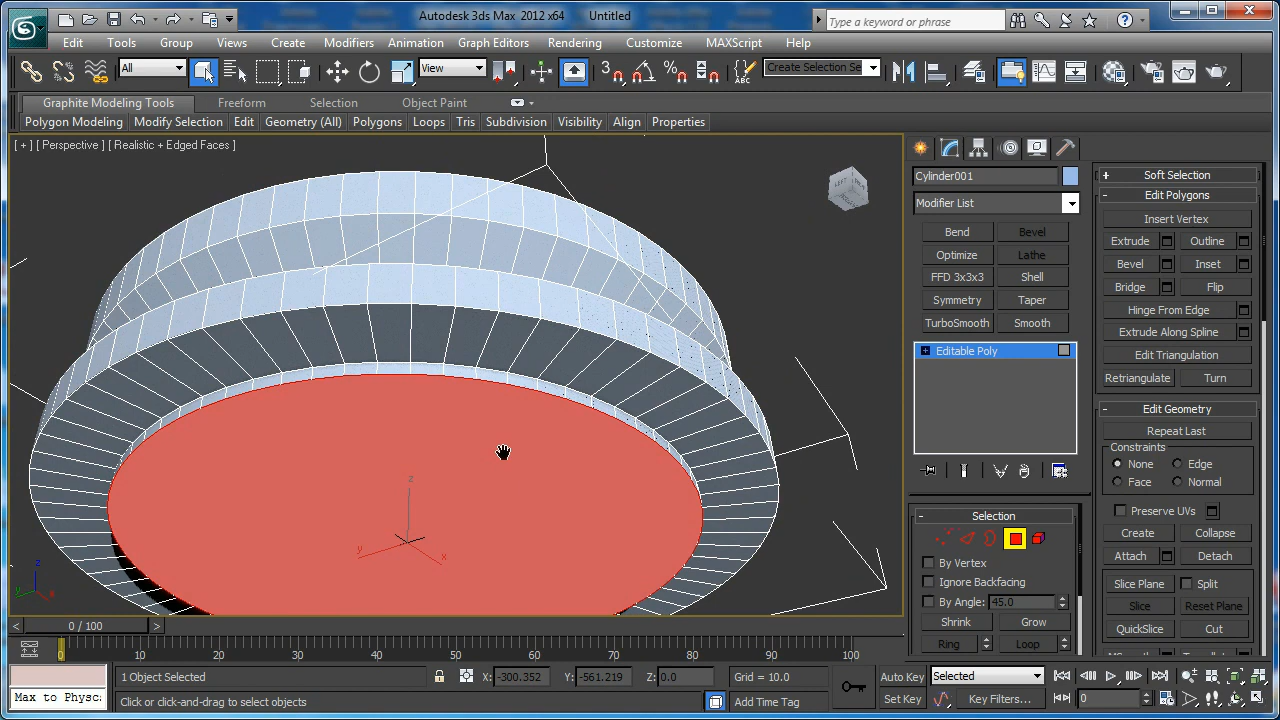 Autodesk 3ds Max 2012 x64 Untitled
Type a keyword or phrase
Edit Tools Group Views Create Modifiers Animation Graph Editors Rendering Customize MAXScript Help
All View Create Selection Se
Graphite Modeling Tools Freeform Selection Object Paint
Polygon Modeling Modify Selection Edit Geometry (All) Polygons Loops Tris Subdivision Visibility Align Properties
[ + ] [ Perspective ] [ Realistic + Edged Faces ]
Cylinder001
Modifier List
Bend Bevel
Optimize Lathe
FFD 3x3x3 Shell
Symmetry Taper
TurboSmooth Smooth
Editable Poly
Selection
By Vertex
Ignore Backfacing
By Angle: 45.0
Shrink Grow
Ring Loop
Soft Selection
Edit Polygons
Insert Vertex
Extrude Outline
Bevel Inset
Bridge Flip
Hinge From Edge
Extrude Along Spline
Edit Triangulation
Retriangulate Turn
Edit Geometry
Repeat Last
Constraints
None Edge
Face Normal
Preserve UVs
Create Collapse
Attach Detach
Slice Plane Split
Slice Reset Plane
QuickSlice Cut
z
y x
z
y x
0 / 100
0 10 20 30 40 50 60 70 80 90 100
1 Object Selected X: -300.352 Y: -561.219 Z: 0.0 Grid = 10.0 Auto Key Selected
Max to Physc Click or click-and-drag to select objects Add Time Tag Set Key Key Filters... 0